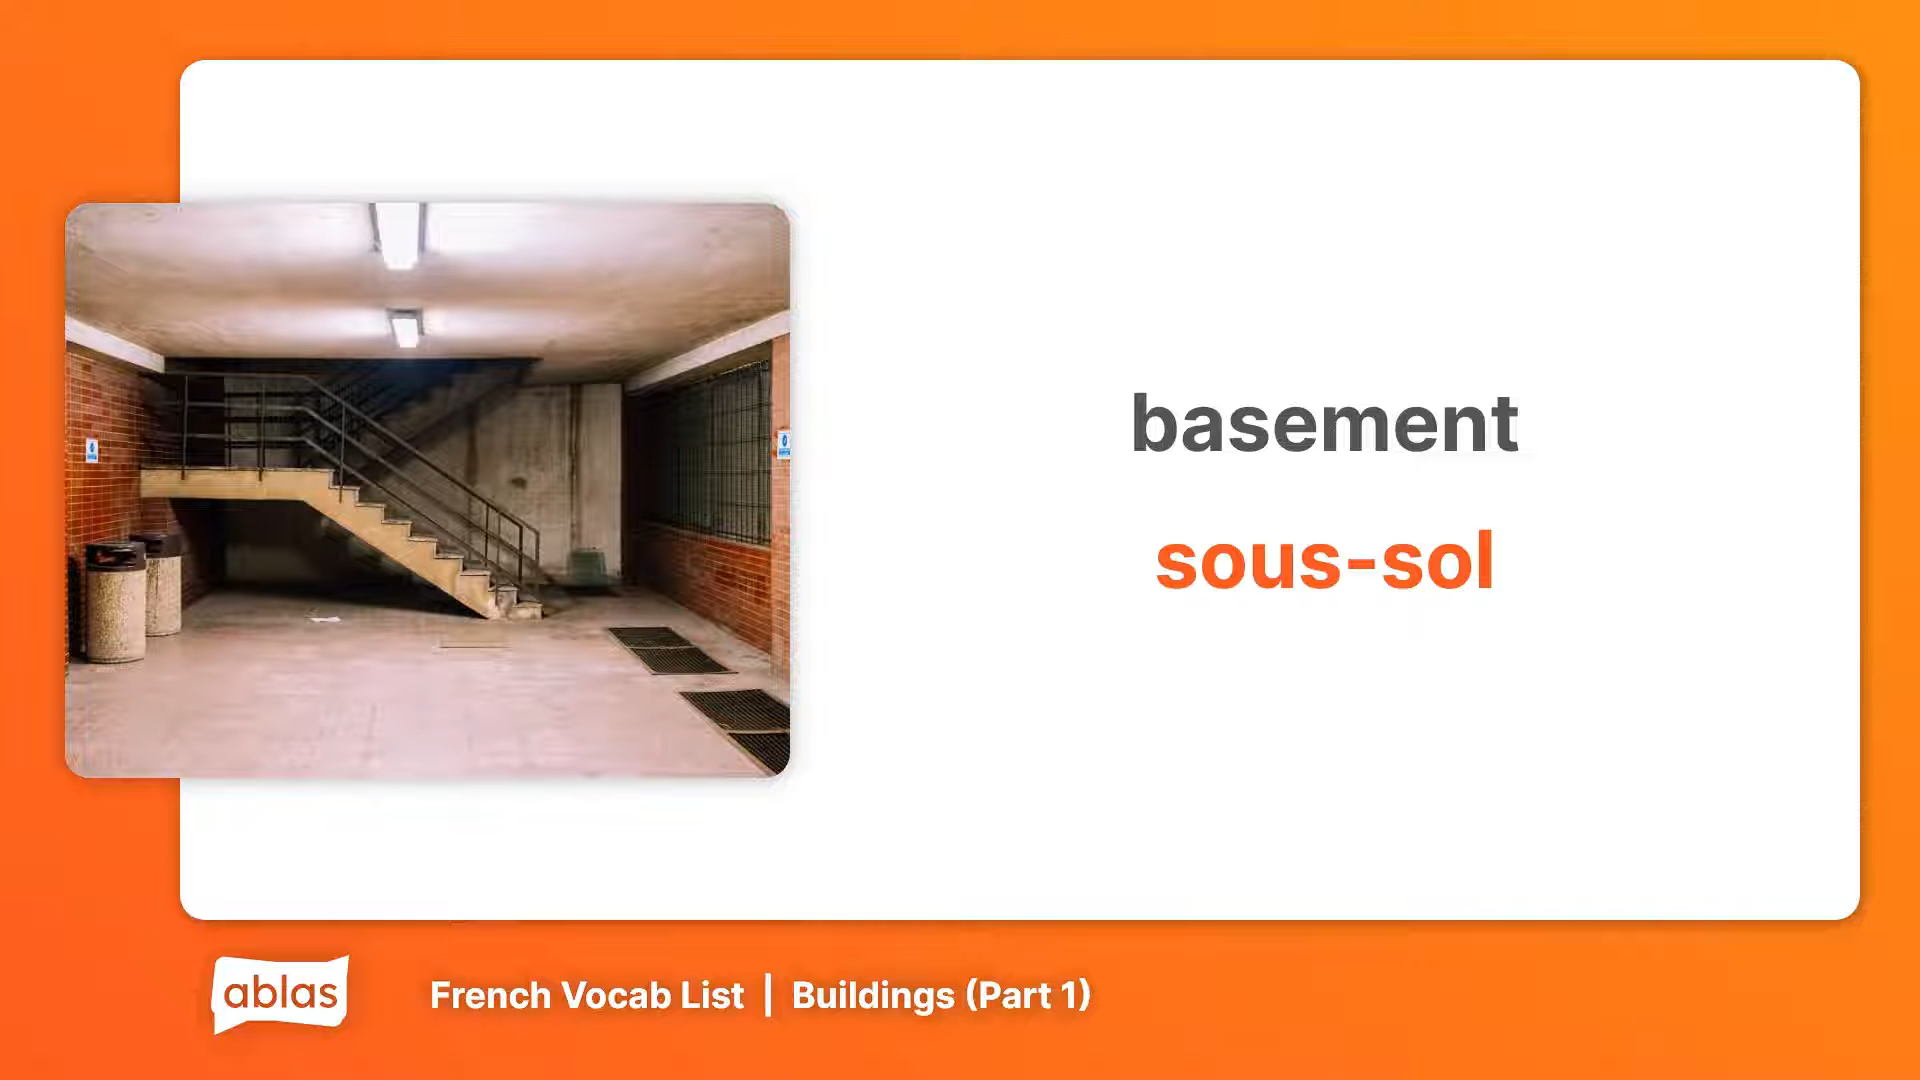 basement
sous-sol
ablas
French Vocab List | Buildings (Part 1)